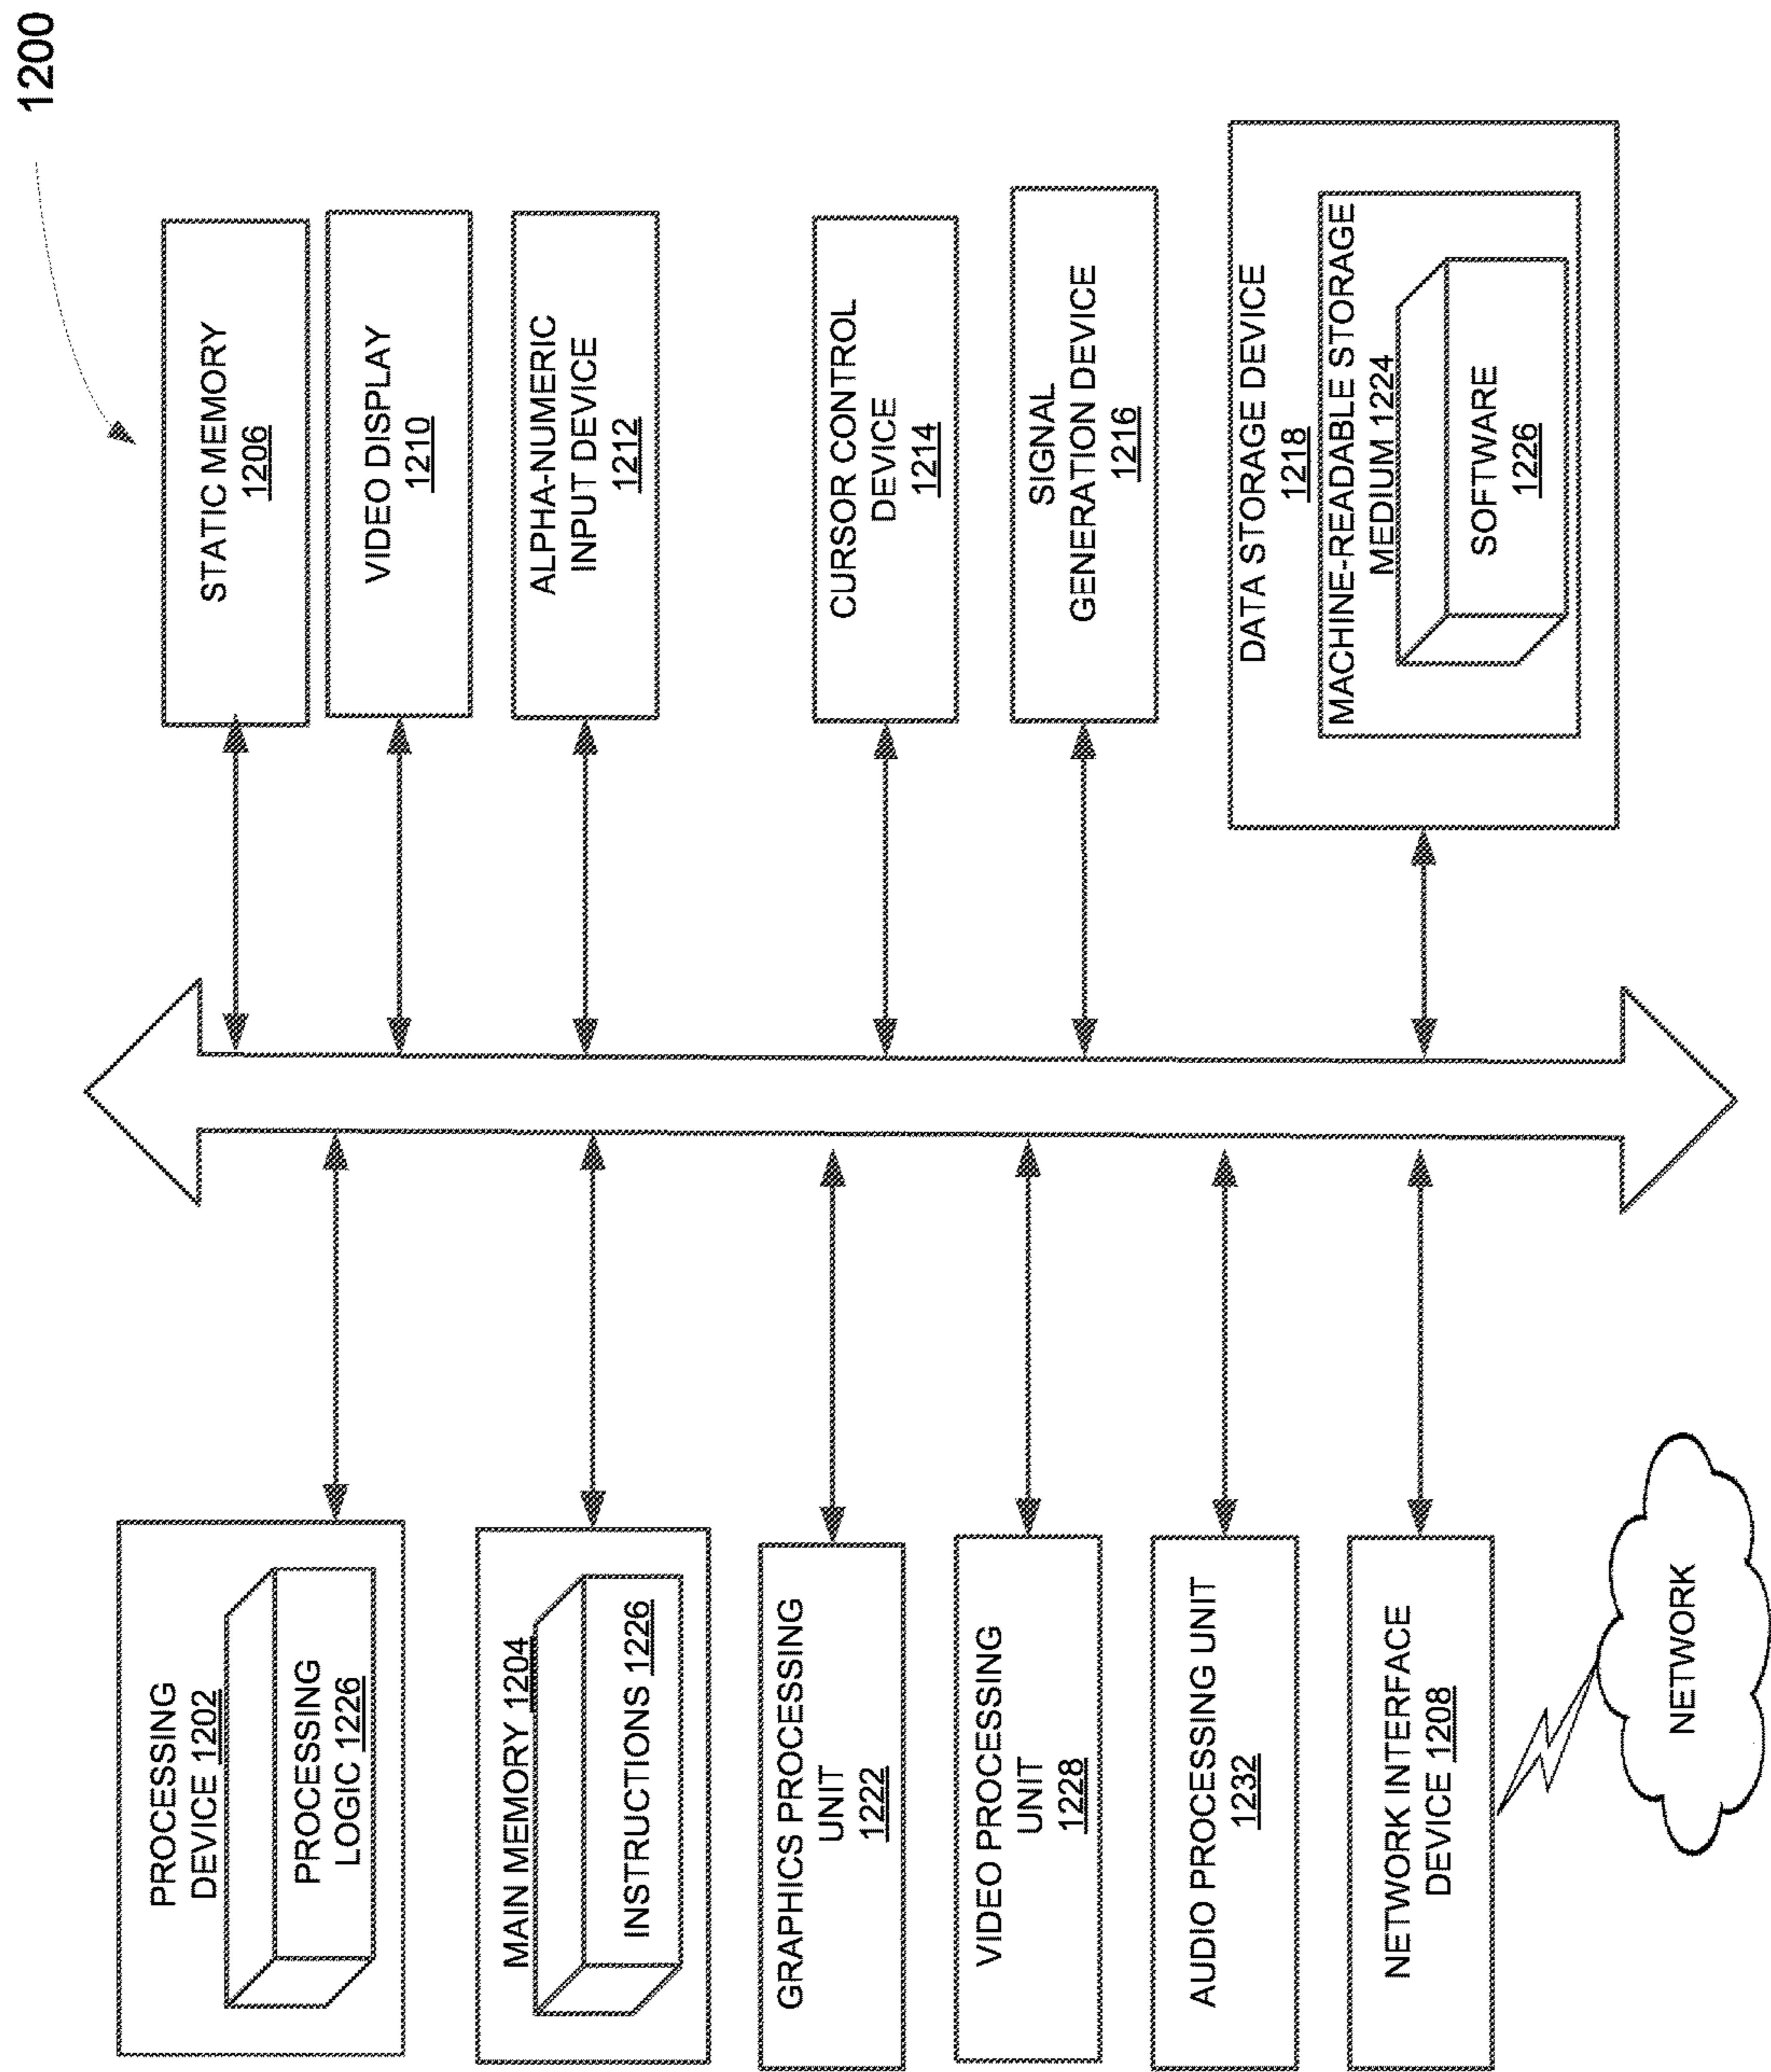 1200
PROCESSING
DEVICE 1202
PROCESSING
LOGIC 1226
MAIN MEMORY 1204
INSTRUCTIONS 1226
GRAPHICS PROCESSING
UNIT
1222
VIDEO PROCESSING
UNIT
1228
AUDIO PROCESSING UNIT
1232
NETWORK INTERFACE
DEVICE 1208
NETWORK
STATIC MEMORY
1206
VIDEO DISPLAY
1210
ALPHA-NUMERIC
INPUT DEVICE
1212
CURSOR CONTROL
DEVICE
1214
SIGNAL
GENERATION DEVICE
1216
DATA STORAGE DEVICE
1218
MACHINE-READABLE STORAGE
MEDIUM 1224
SOFTWARE
1226